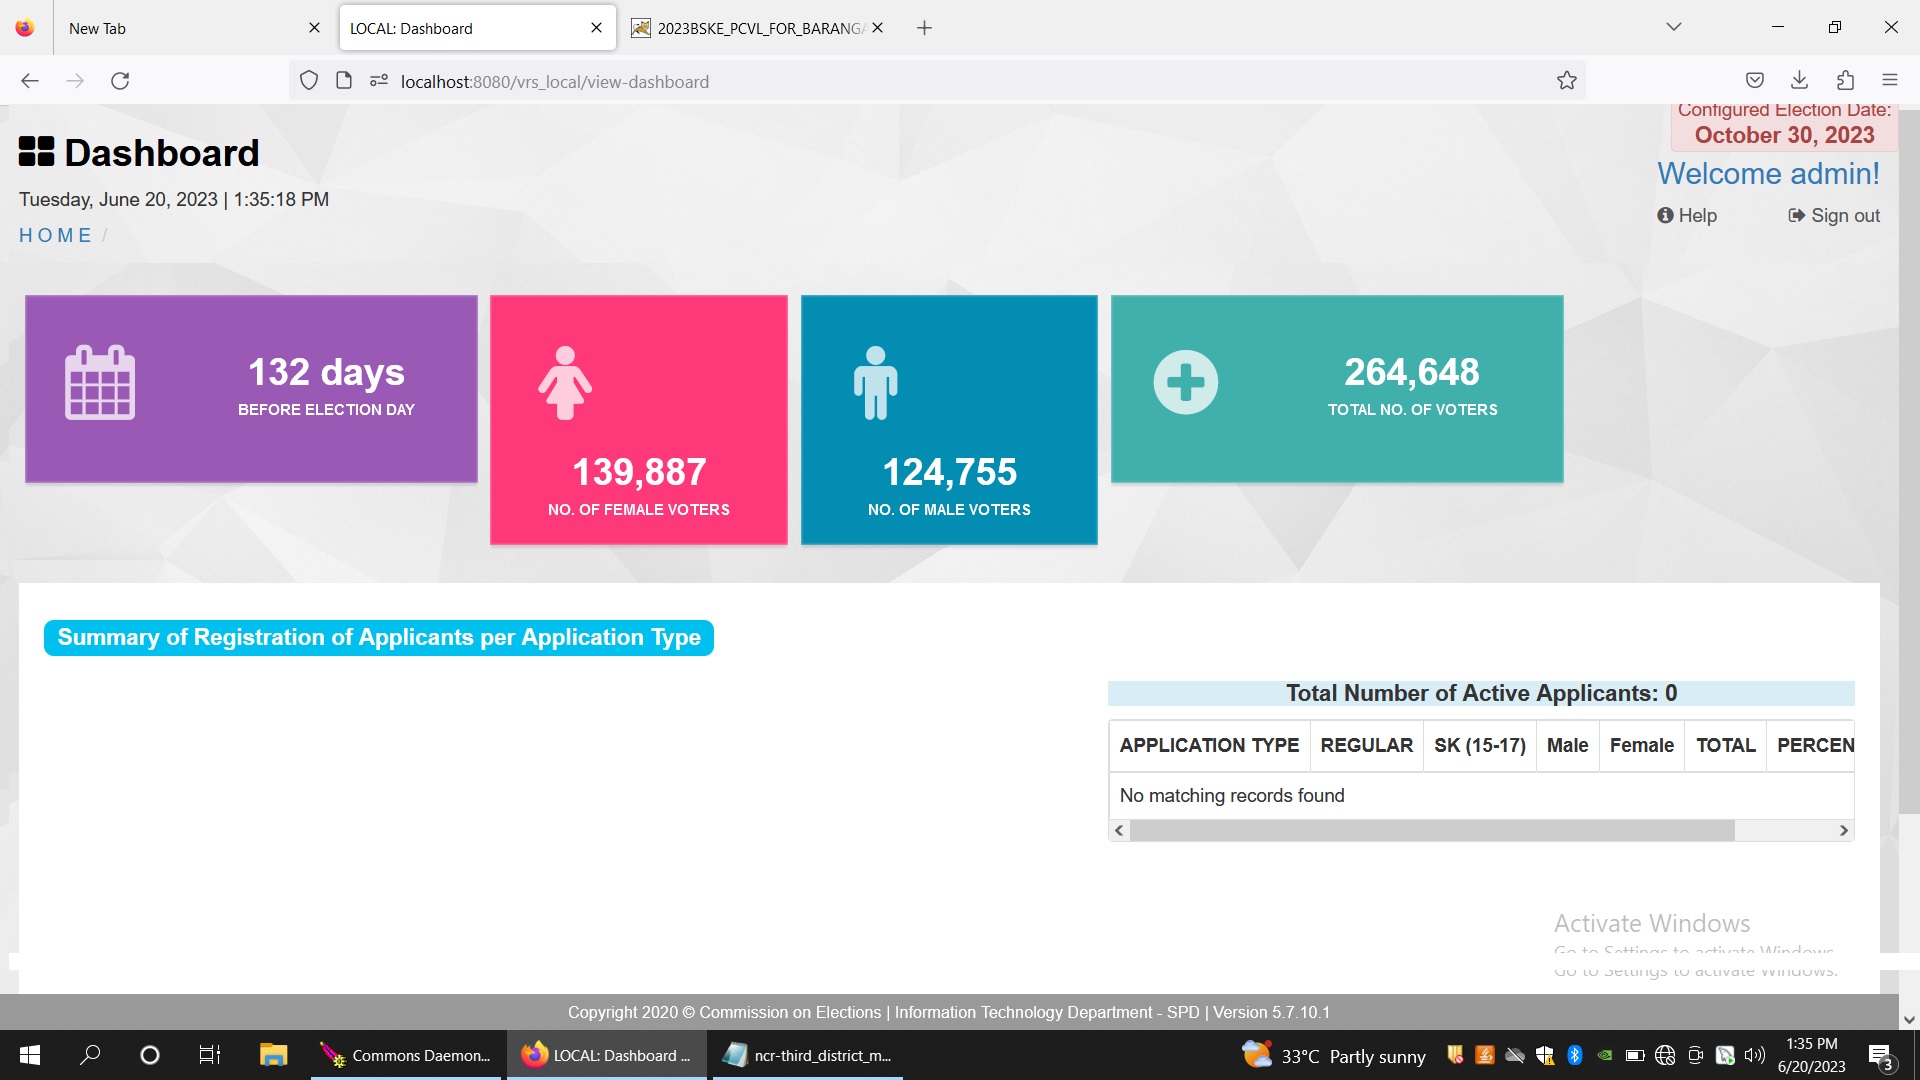 New Tab
LOCAL: Dashboard
2023BSKE_PCVL_FOR_BARANGA
localhost:8080/vrs_local/view-dashboard
Configured Election Date:
October 30, 2023
Dashboard
Welcome admin!
Tuesday, June 20, 2023 | 1:35:18 PM
Help
Sign out
HOME /
132 days
BEFORE ELECTION DAY
139,887
NO. OF FEMALE VOTERS
124,755
NO. OF MALE VOTERS
264,648
TOTAL NO. OF VOTERS
Summary of Registration of Applicants per Application Type
Total Number of Active Applicants: 0
APPLICATION TYPE REGULAR SK (15-17) Male Female TOTAL PERCEN
No matching records found
Activate Windows
Go to Settings to activate Windows.
Copyright 2020 © Commission on Elections | Information Technology Department - SPD | Version 5.7.10.1
Commons Daemon...
LOCAL: Dashboard ...
ncr-third_district_m...
33°C Partly sunny
1:35 PM
6/20/2023
3